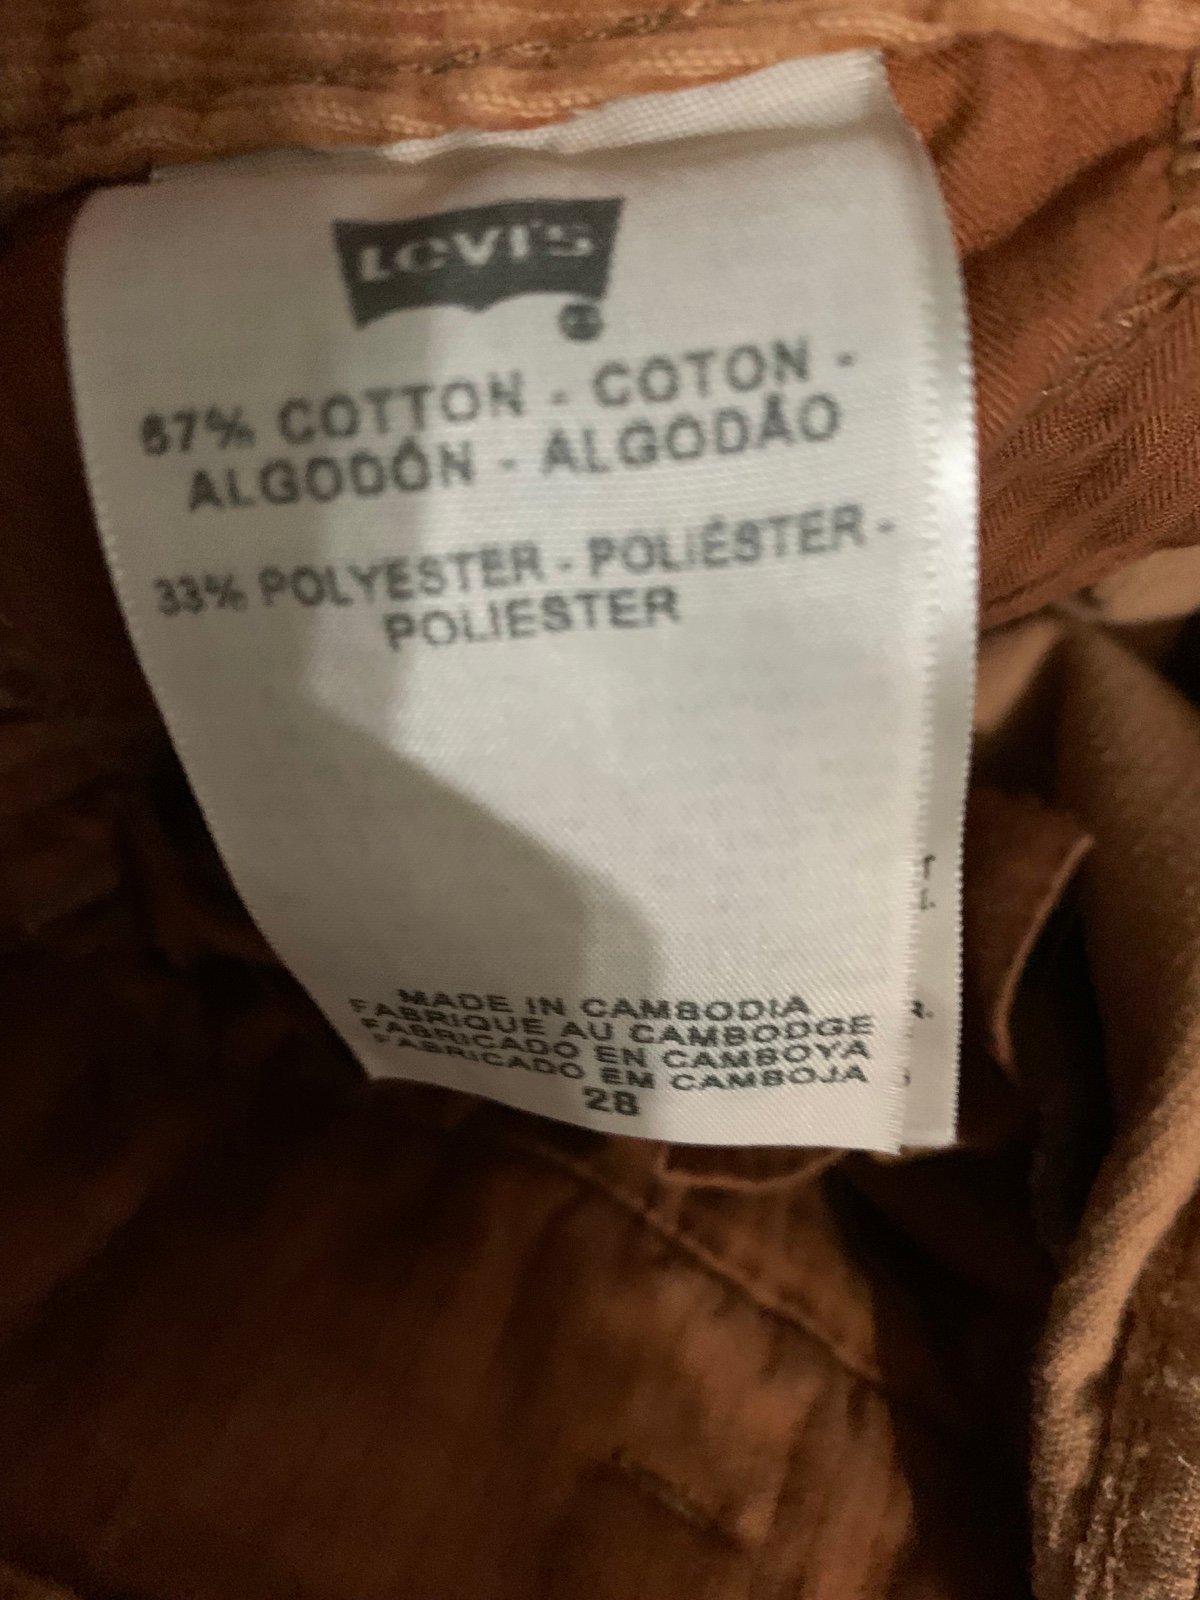 LEVI'S
®
67% COTTON - COTON -
ALGODÓN - ALGODÃO
33% POLYESTER - POLIÉSTER -
POLIESTER
MADE IN CAMBODIA
FABRIQUE AU CAMBODGE
FABRICADO EN CAMBOYA
FABRICADO EM CAMBOJA
28